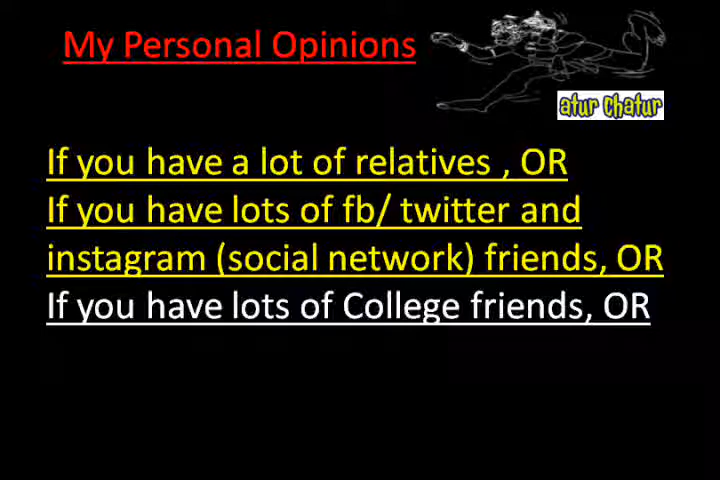 My Personal Opinions
atur chatur
If you have a lot of relatives , OR
If you have lots of fb/ twitter and
instagram (social network) friends, OR
If you have lots of College friends, OR